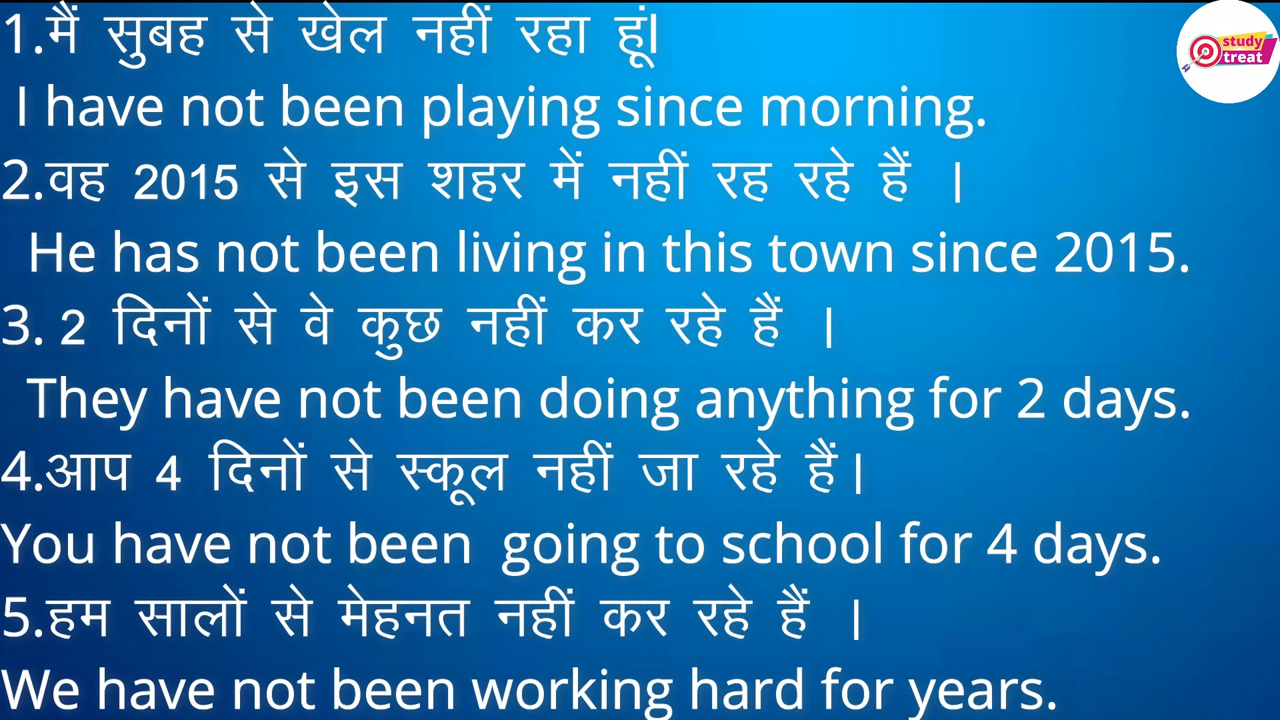 1.मैं सुबह से खेल नहीं रहा हूं।
study
treat
I have not been playing since morning.
2.वह 2015 से इस शहर में नहीं रह रहे हैं ।
He has not been living in this town since 2015.
3. 2 दिनों से वे कुछ नहीं कर रहे हैं ।
They have not been doing anything for 2 days.
4.आप 4 दिनों से स्कूल नहीं जा रहे हैं।
You have not been going to school for 4 days.
5.हम सालों से मेहनत नहीं कर रहे हैं ।
We have not been working hard for years.